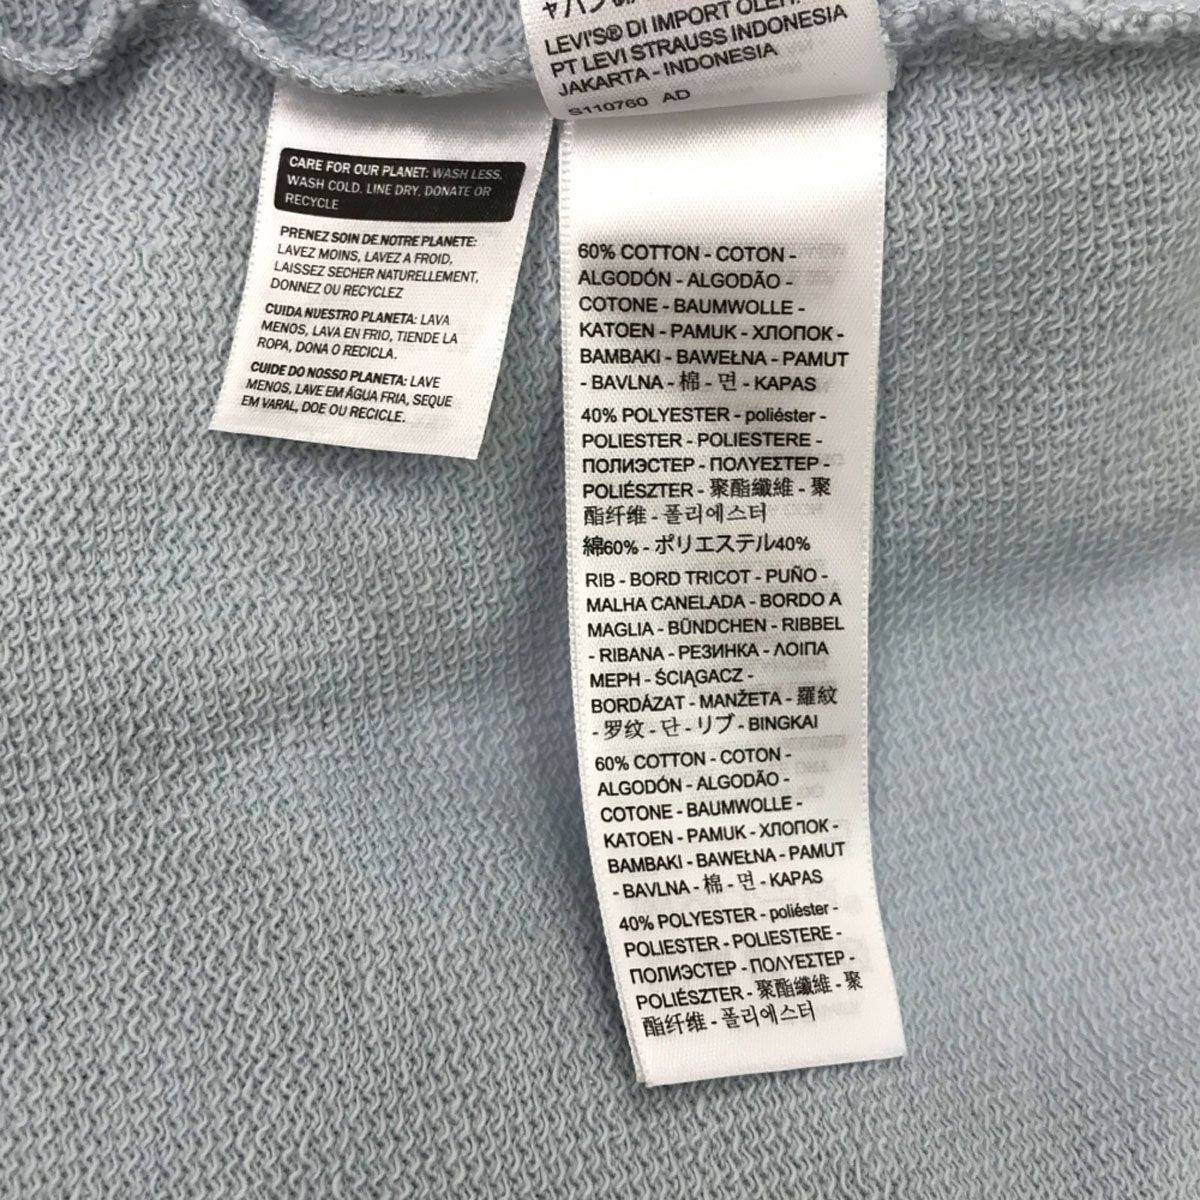 LEVI'S® DI IMPORT OLEH:
PT LEVI STRAUSS INDONESIA
JAKARTA - INDONESIA
S110760 AD
CARE FOR OUR PLANET: WASH LESS,
WASH COLD, LINE DRY, DONATE OR
RECYCLE
PRENEZ SOIN DE NOTRE PLANETE:
LAVEZ MOINS, LAVEZ A FROID,
LAISSEZ SECHER NATURELLEMENT,
DONNEZ OU RECYCLEZ
CUIDA NUESTRO PLANETA: LAVA
MENOS, LAVA EN FRIO, TIENDE LA
ROPA, DONA O RECICLA.
CUIDE DO NOSSO PLANETA: LAVE
MENOS, LAVE EM ÁGUA FRIA, SEQUE
EM VARAL, DOE OU RECICLE.
60% COTTON - COTON -
ALGODÓN - ALGODÃO -
COTONE - BAUMWOLLE -
KATOEN - PAMUK - ХЛОПОК -
BAMBAKI - BAWEŁNA - PAMUT
- BAVLNA - 棉 - 면 - KAPAS
40% POLYESTER - poliéster -
POLIESTER - POLIESTERE -
ПОЛИЭСТЕР - ΠΟΛΥΕΣΤΕΡ -
POLIÉSZTER - 聚酯纖維 - 聚
酯纤维 - 폴리에스터
綿60% - ポリエステル40%
RIB - BORD TRICOT - PUÑO -
MALHA CANELADA - BORDO A
MAGLIA - BÜNDCHEN - RIBBEL
- RIBANA - РЕЗИНКА - ΛΟΙΠΑ
ΜΕΡΗ - ŚCIĄGACZ -
BORDÁZAT - MANŽETA - 羅紋
- 罗纹 - 단 - リブ - BINGKAI
60% COTTON - COTON -
ALGODÓN - ALGODÃO -
COTONE - BAUMWOLLE -
KATOEN - PAMUK - ХЛОПОК -
BAMBAKI - BAWEŁNA - PAMUT
- BAVLNA - 棉 - 면 - KAPAS
40% POLYESTER - poliéster -
POLIESTER - POLIESTERE -
ПОЛИЭСТЕР - ΠΟΛΥΕΣΤΕΡ -
POLIÉSZTER - 聚酯纖維 - 聚
酯纤维 - 폴리에스터